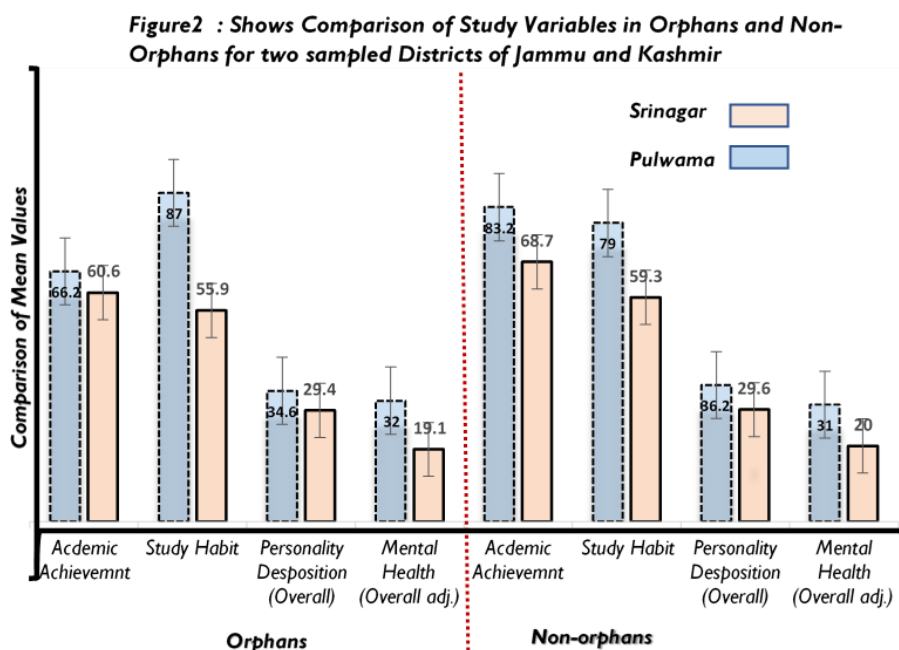 Figure2 : Shows Comparison of Study Variables in Orphans and Non-
Orphans for two sampled Districts of Jammu and Kashmir
Srinagar
Pulwama
Comparison of Mean Values
66.2
60.6
87
55.9
34.6
29.4
32
19.1
83.2
68.7
79
59.3
36.2
29.6
31
20
Acdemic
Achievemnt
Study Habit
Personality
Desposition
(Overall)
Mental
Health
(Overall adj.)
Acdemic
Achievemnt
Study Habit
Personality
Desposition
(Overall)
Mental
Health
(Overall adj.)
Orphans
Non-orphans